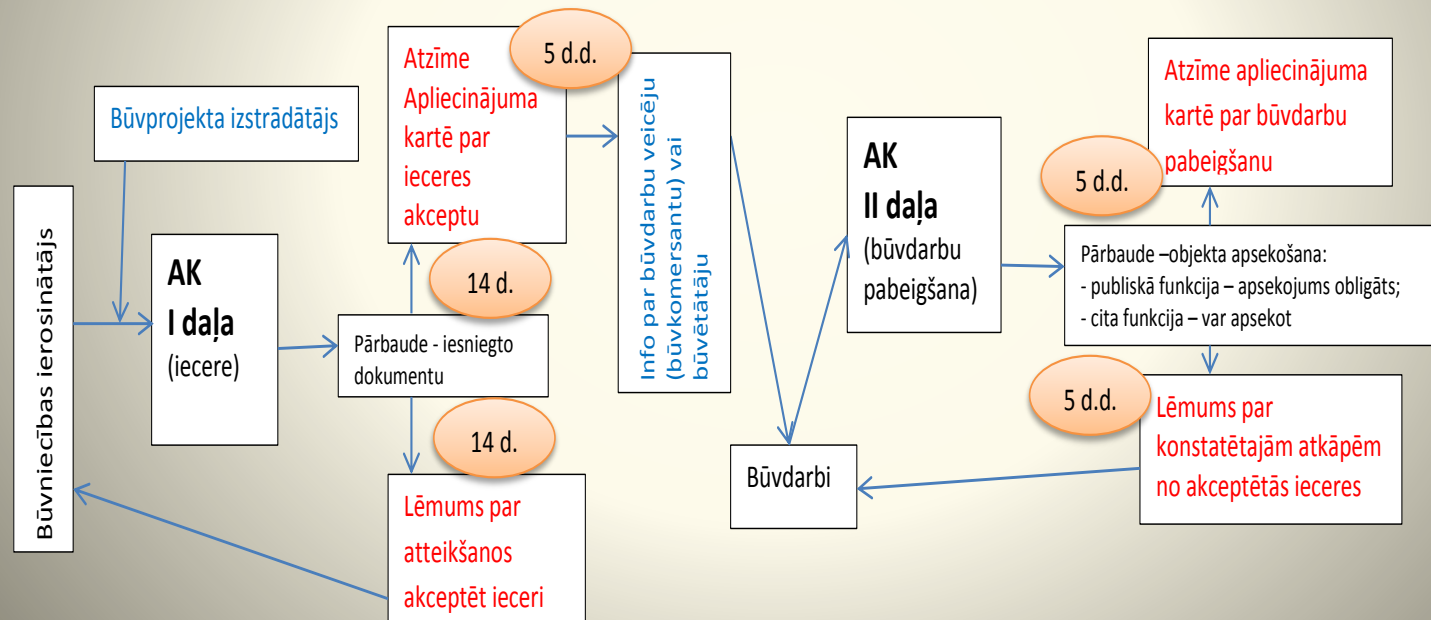 Būvniecības ierosinātājs
Būvprojekta izstrādātājs
AK
I daļa
(iecere)
Pārbaude - iesniegto
dokumentu
14 d.
14 d.
Atzīme
Apliecinājuma
kartē par
ieceres
akceptu
Lēmums par
atteikšanos
akceptēt ieceri
5 d.d.
Info par būvdarbu veicēju
(būvkomersantu) vai
būvētātāju
Būvdarbi
AK
II daļa
(būvdarbu
pabeigšana)
Pārbaude –objekta apsekošana:
- publiskā funkcija – apsekojums obligāts;
- cita funkcija – var apsekot
5 d.d.
Atzīme apliecinājuma
kartē par būvdarbu
pabeigšanu
5 d.d.
Lēmums par
konstatētajām atkāpēm
no akceptētās ieceres